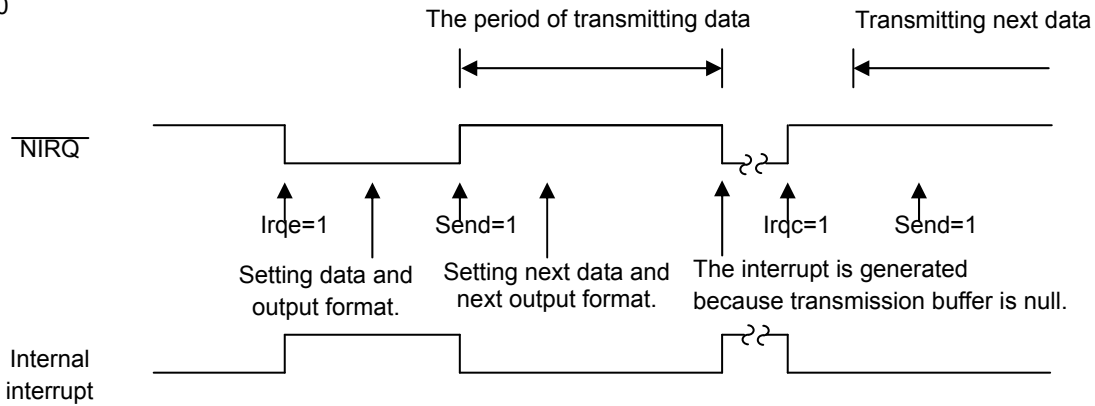 0
The period of transmitting data
Transmitting next data
NIRQ
Irqe=1
Send=1
Irqc=1
Send=1
Setting data and
output format.
Setting next data and
next output format.
The interrupt is generated
because transmission buffer is null.
Internal
interrupt